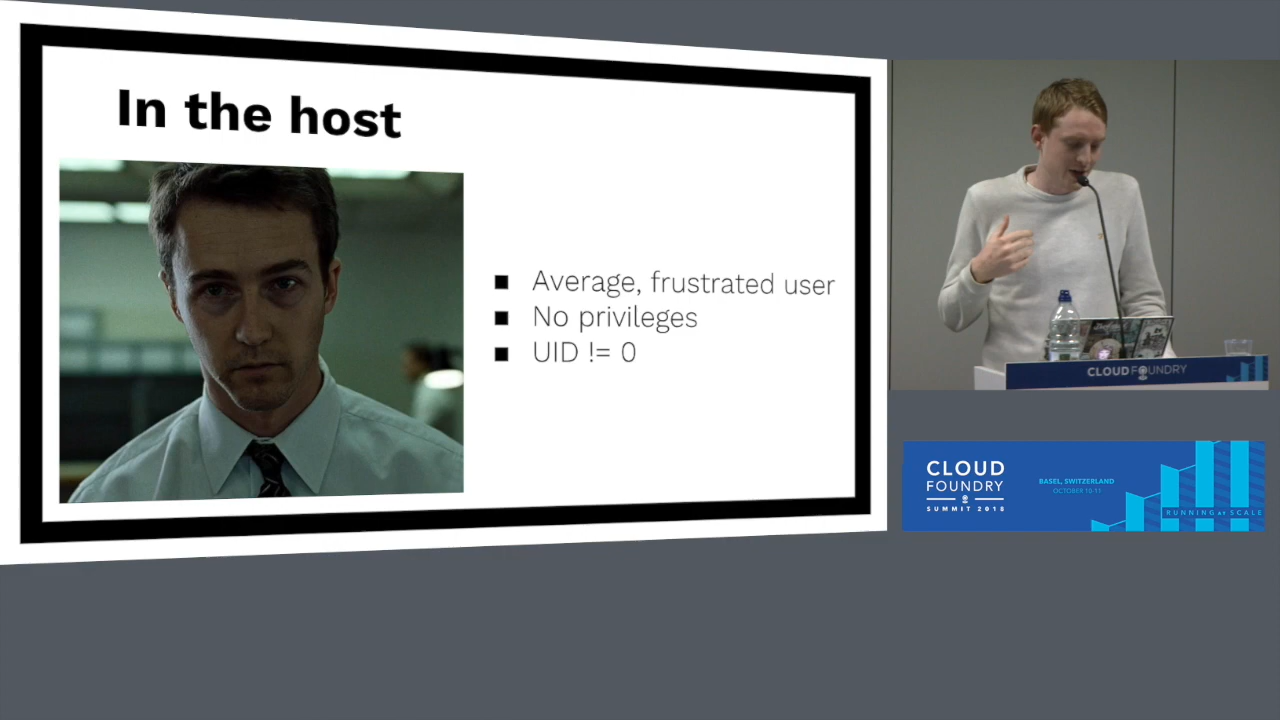 In the host
Average, frustrated user
No privileges
UID != 0
CLOUD FOUNDRY
CLOUD
FOUNDRY
SUMMIT 2018
BASEL, SWITZERLAND
OCTOBER 10-11
RUNNING AT SCALE